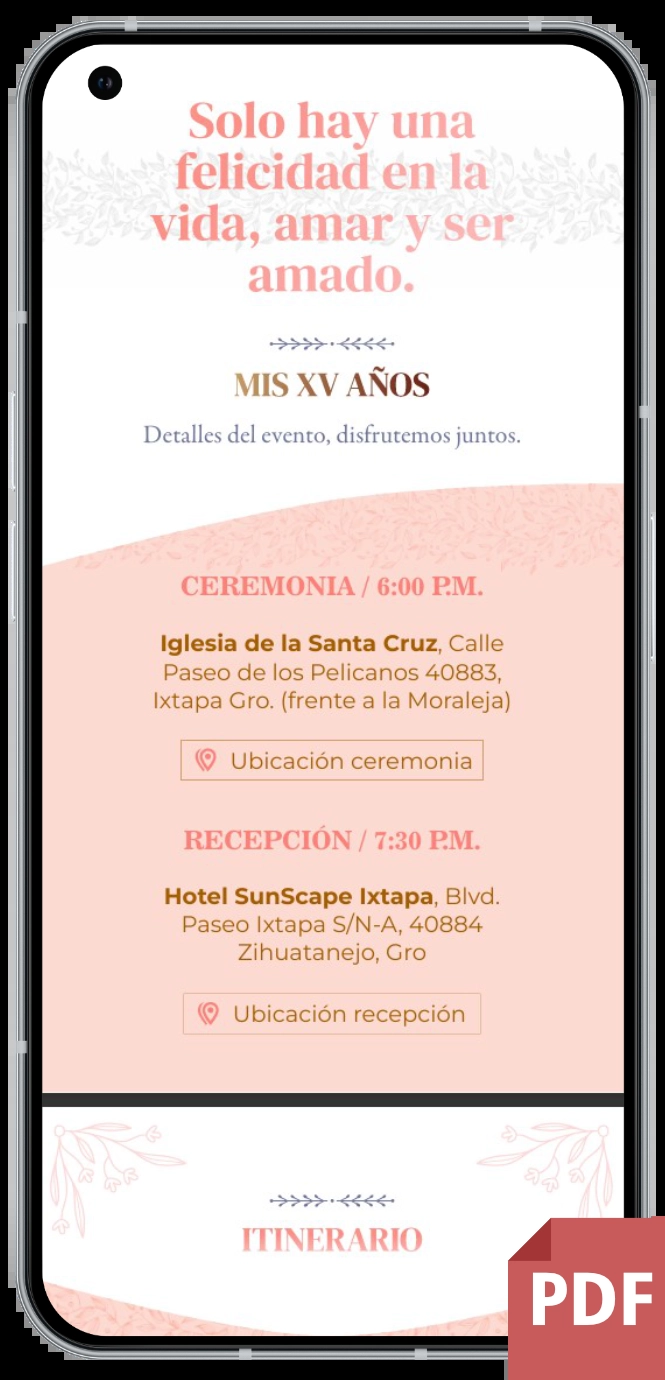 Solo hay una
felicidad en la
vida, amar y ser
amado.
MIS XV AÑOS
Detalles del evento, disfrutemos juntos.
CEREMONIA / 6:00 P.M.
Iglesia de la Santa Cruz, Calle
Paseo de los Pelicanos 40883,
Ixtapa Gro. (frente a la Moraleja)
Ubicación ceremonia
RECEPCIÓN / 7:30 P.M.
Hotel SunScape Ixtapa, Blvd.
Paseo Ixtapa S/N-A, 40884
Zihuatanejo, Gro
Ubicación recepción
ITINERARIO
PDF